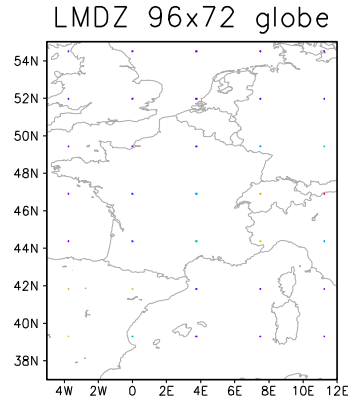 LMDZ 96x72 globe
54N
52N
50N
48N
46N
44N
42N
40N
38N
4W 2W 0 2E 4E 6E 8E 10E 12E